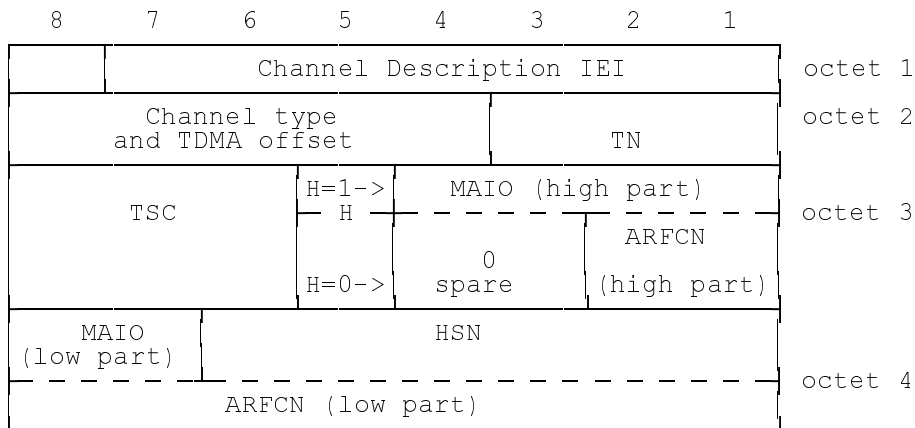 8 7 6 5 4 3 2 1
Channel Description IEI octet 1
Channel type octet 2
and TDMA offset TN
H=1-> MAIO (high part)
TSC H octet 3
ARFCN
0
H=0-> spare (high part)
MAIO HSN
(low part)
octet 4
ARFCN (low part)